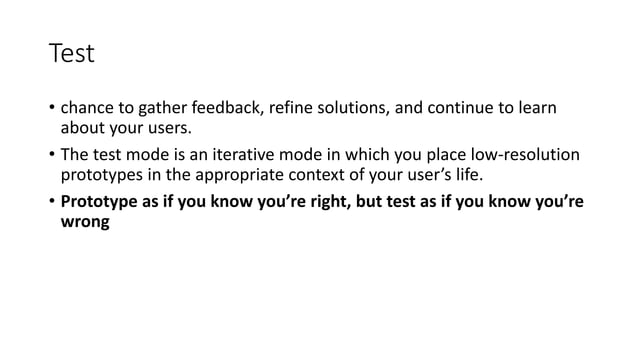 Test
• chance to gather feedback, refine solutions, and continue to learn
about your users.
• The test mode is an iterative mode in which you place low-resolution
prototypes in the appropriate context of your user’s life.
• Prototype as if you know you’re right, but test as if you know you’re
wrong